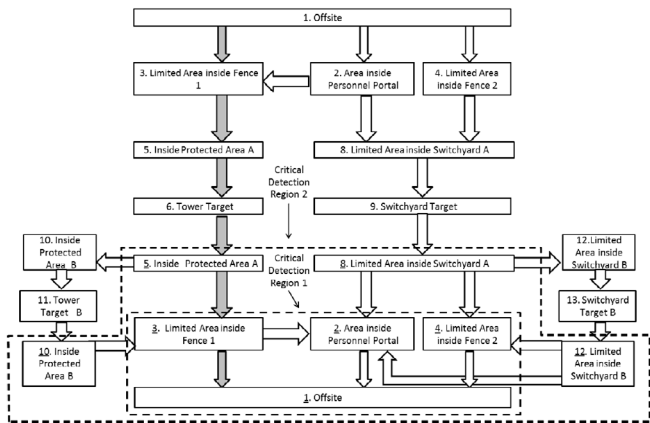 1. Offsite
3. Limited Area inside Fence
1
2. Area inside
Personnel Portal
4. Limited Area
inside Fence 2
5. Inside Protected Area A
8. Limited Area inside Switchyard A
Critical
Detection
Region 2
6. Tower Target
9. Switchyard Target
10. Inside
Protected
Area B
12. Limited
Area inside
Switchyard B
5. Inside Protected Area A
Critical
Detection
Region 1
8. Limited Area inside Switchyard A
11. Tower
Target B
13. Switchyard
Target B
3. Limited Area inside
Fence 1
2. Area inside
Personnel Portal
4. Limited Area
inside Fence 2
10. Inside
Protected
Area B
12. Limited
Area inside
Switchyard B
1. Offsite